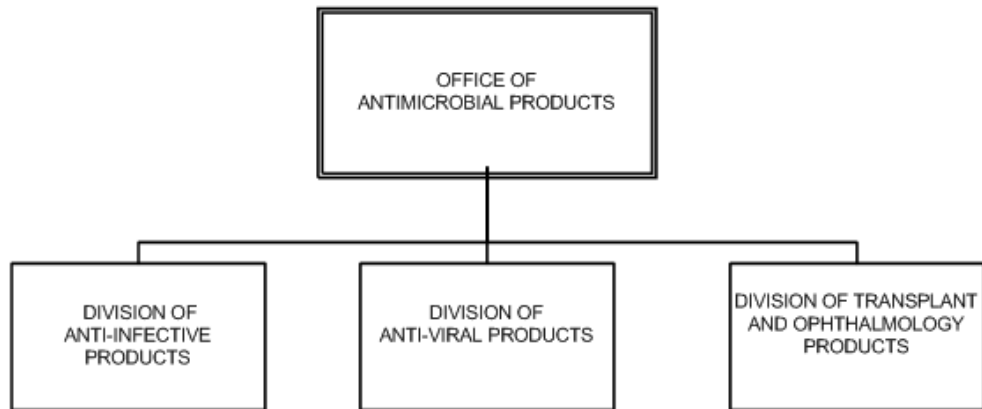 OFFICE OF
ANTIMICROBIAL PRODUCTS
DIVISION OF
ANTI-INFECTIVE
PRODUCTS
DIVISION OF
ANTI-VIRAL PRODUCTS
DIVISION OF TRANSPLANT
AND OPHTHALMOLOGY
PRODUCTS